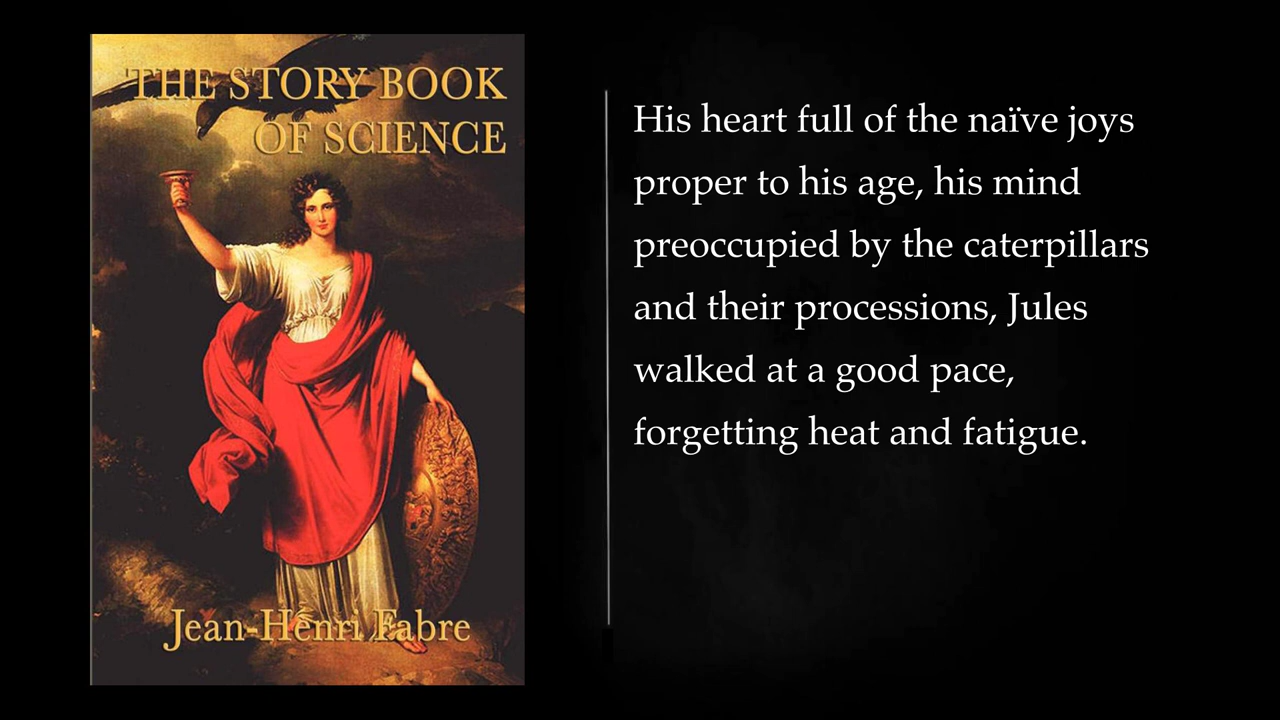 THE STORY BOOK
OF SCIENCE
Jean-Henri Fabre
His heart full of the naïve joys
proper to his age, his mind
preoccupied by the caterpillars
and their processions, Jules
walked at a good pace,
forgetting heat and fatigue.